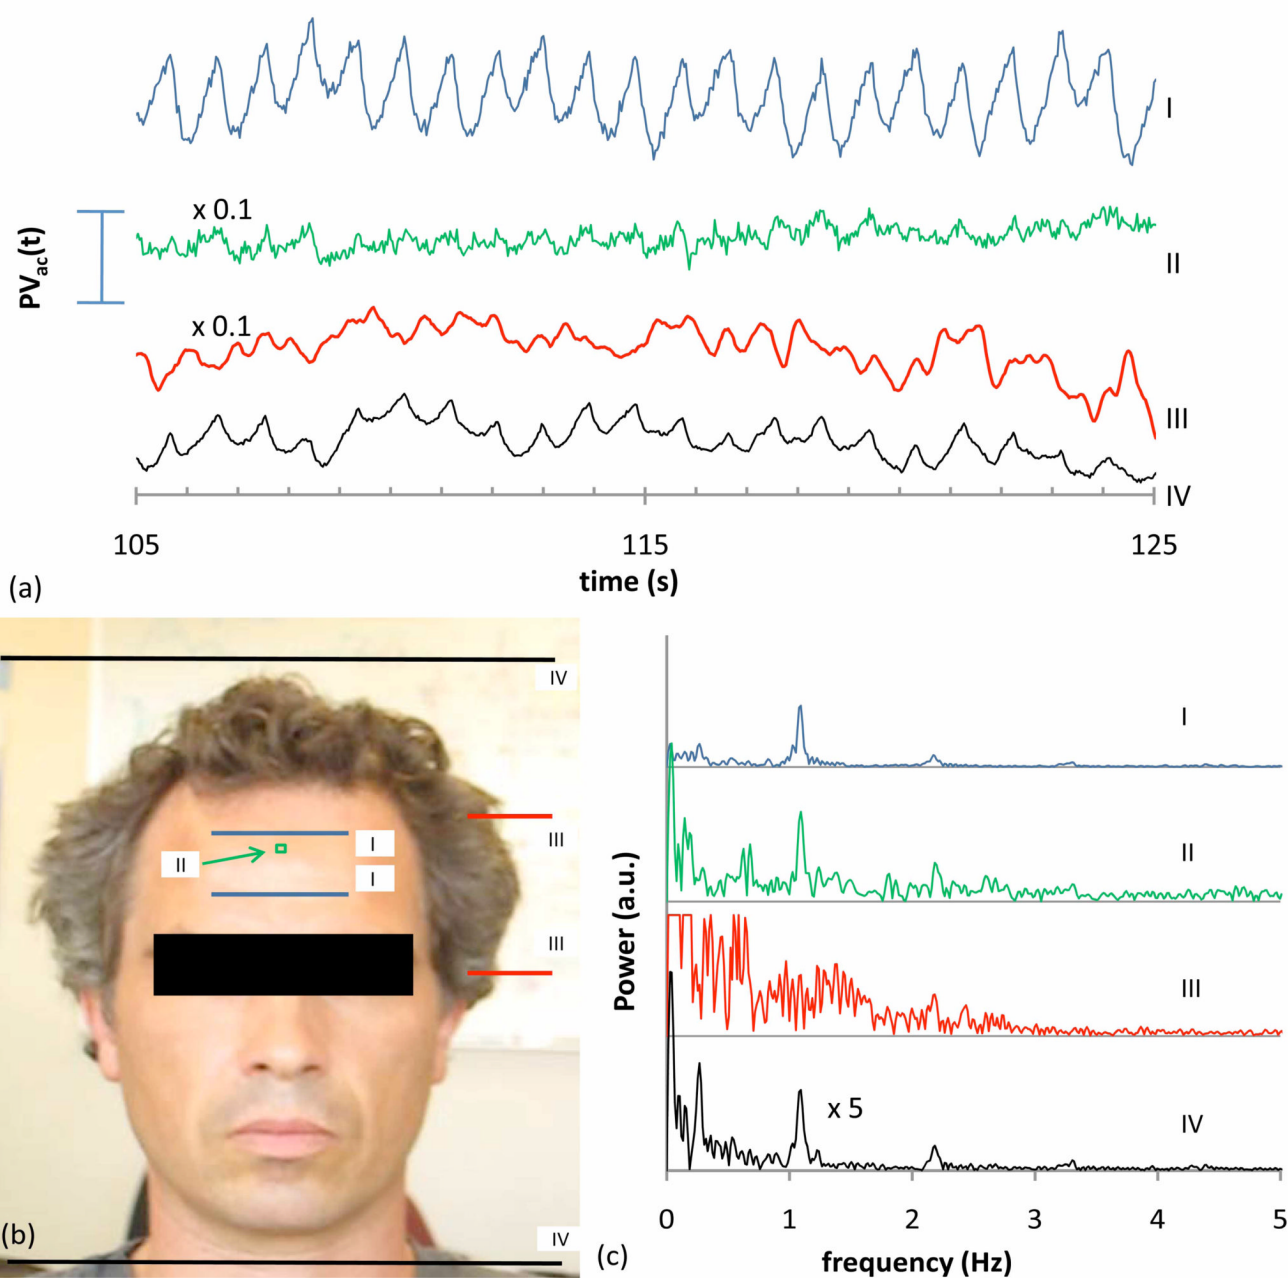 I
x 0.1
PVac(t)
II
x 0.1
III
IV
105 115 125
time (s)
(a)
IV
III
I
II
I
III
IV
(b)
I
II
Power (a.u.)
III
x 5
IV
0 1 2 3 4 5
frequency (Hz)
(c)